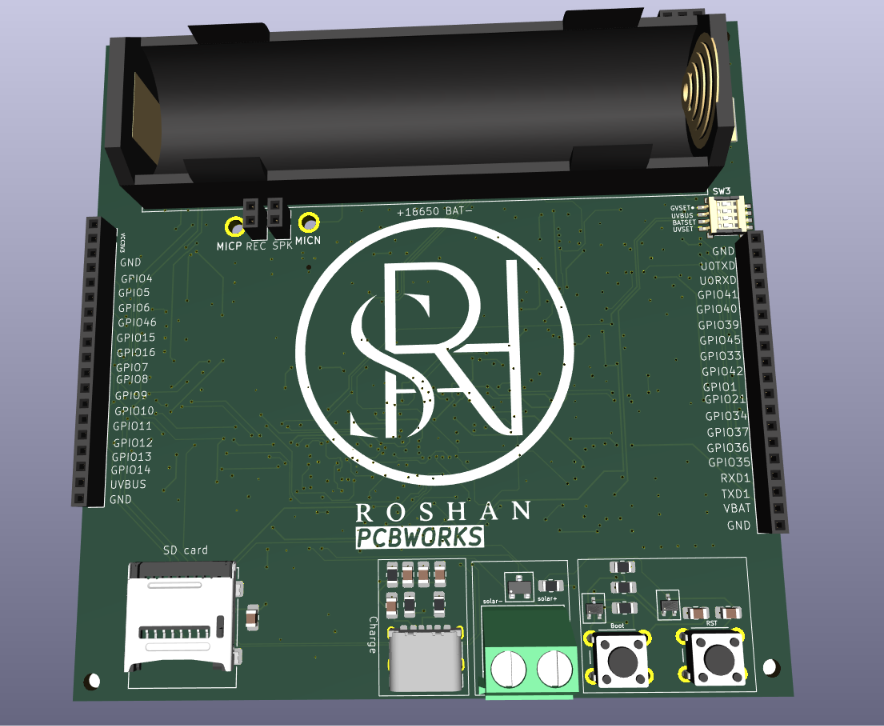 SW3
GVSET
UVBUS
BATSET
UVSET
+18650 BAT-
MICP REC SPK MICN
GND
GPIO4
GPIO5
GPIO6
GPIO46
GPIO15
GPIO16
GPIO7
GPIO8
GPIO9
GPIO10
GPIO11
GPIO12
GPIO13
GPIO14
UVBUS
GND
GND
U0TXD
U0RXD
GPIO41
GPIO40
GPIO39
GPIO45
GPIO33
GPIO42
GPIO1
GPIO21
GPIO34
GPIO37
GPIO36
GPIO35
RXD1
TXD1
VBAT
GND
SRH
ROSHAN
PCBWORKS
SD card
Charge
solar- solar+
Boot
RST